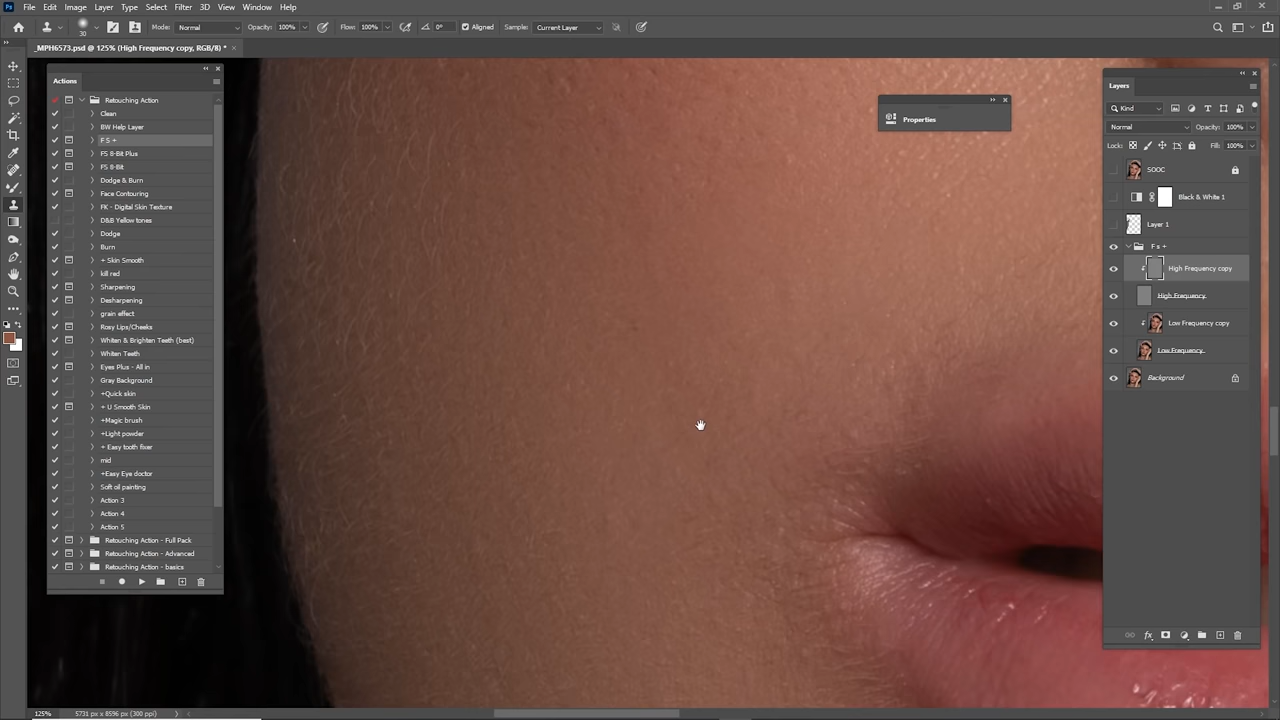 File Edit Image Layer Type Select Filter 3D View Window Help
30 Mode: Normal Opacity: 100% Flow: 100% 0° Aligned Sample: Current Layer
_MPH6573.psd @ 125% (High Frequency copy, RGB/8) *
Actions
Retouching Action
Clean
BW Help Layer
F S +
FS 8-Bit Plus
FS 8-Bit
Dodge & Burn
Face Contouring
FK - Digital Skin Texture
D&B Yellow tones
Dodge
Burn
+ Skin Smooth
kill red
Sharpening
Desharpening
grain effect
Rosy Lips/Cheeks
Whiten & Brighten Teeth (best)
Whiten Teeth
Eyes Plus - All in
Gray Background
+Quick skin
+ U Smooth Skin
+Magic brush
+Light powder
+ Easy tooth fixer
mid
+Easy Eye doctor
Soft oil painting
Action 3
Action 4
Action 5
Retouching Action - Full Pack
Retouching Action - Advanced
Retouching Action - basics
Properties
Layers
Kind
Normal Opacity: 100%
Lock: Fill: 100%
SOOC
Black & White 1
Layer 1
F s +
High Frequency copy
High Frequency
Low Frequency copy
Low Frequency
Background
125% 5731 px x 8596 px (300 ppi)